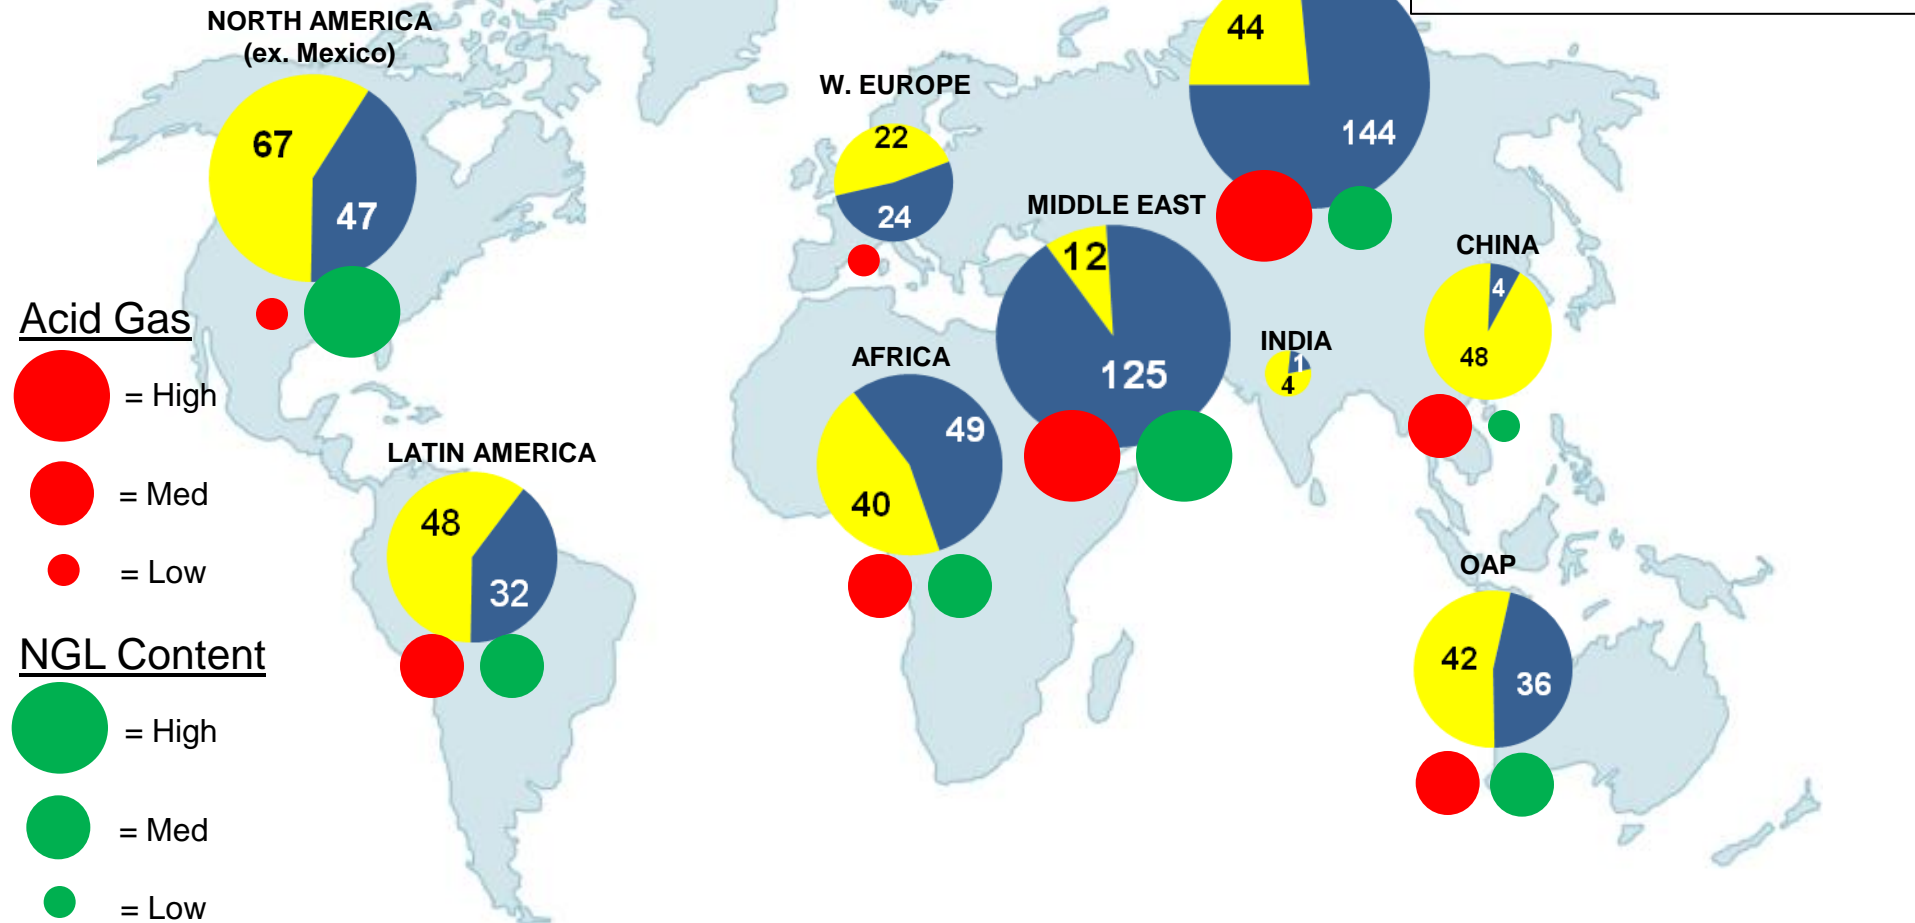 NORTH AMERICA
(ex. Mexico)
67
47
W. EUROPE
22
24
44
144
MIDDLE EAST
12
125
CHINA
4
48
INDIA
1
4
AFRICA
49
40
LATIN AMERICA
48
32
OAP
42
36
Acid Gas
= High
= Med
= Low
NGL Content
= High
= Med
= Low